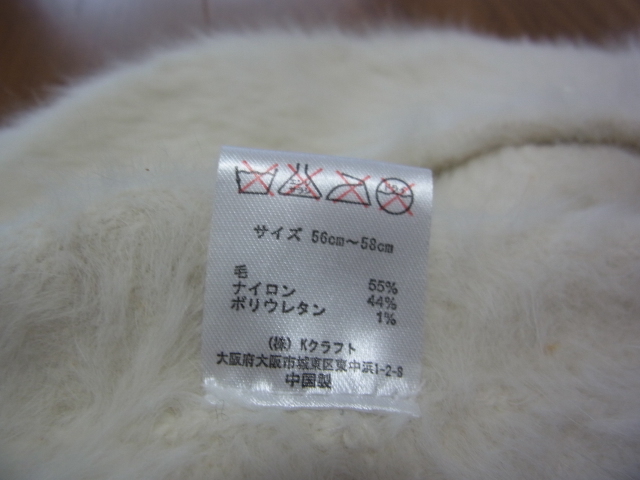 サイズ 56cm～58cm
毛 55%
ナイロン 44%
ポリウレタン 1%
(株) Kクラフト
大阪府大阪市城東区東中浜1-2-8
中国製